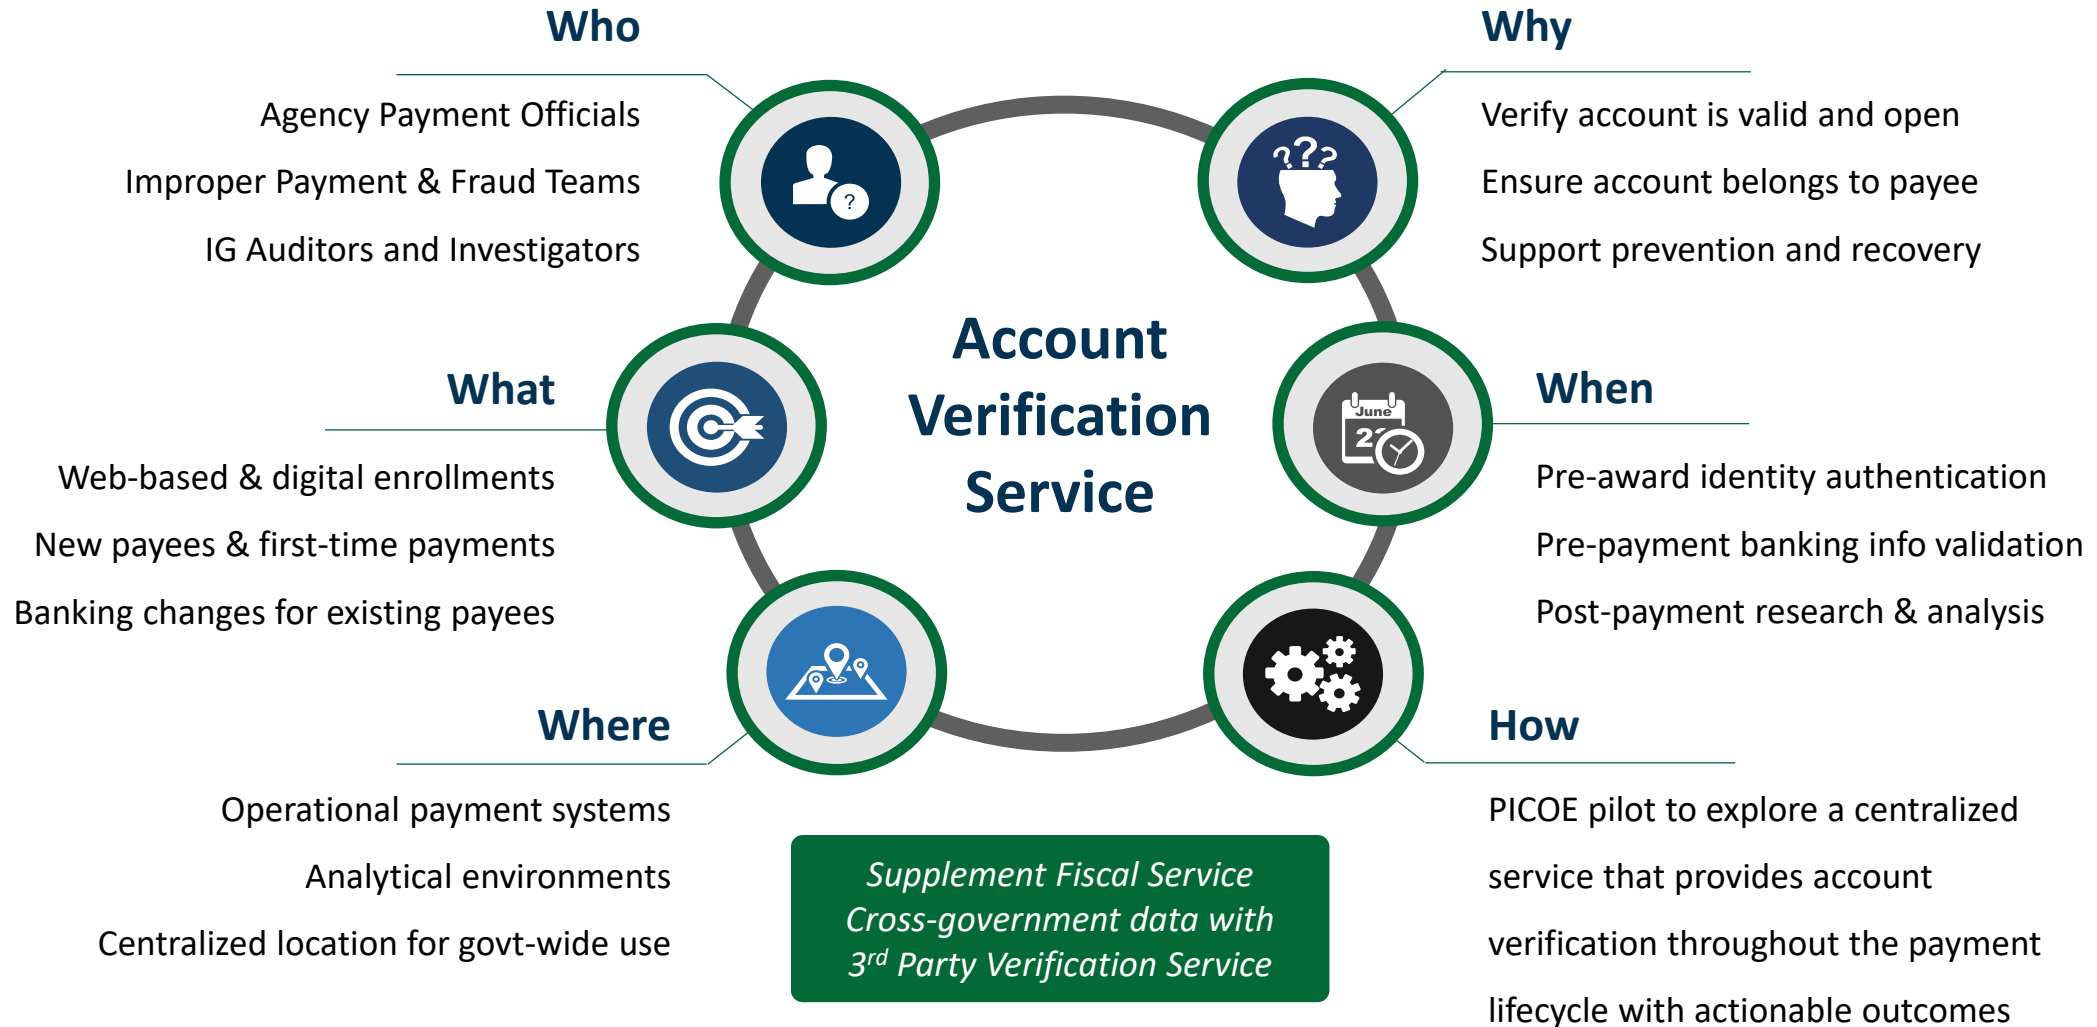 Who
Agency Payment Officials
Improper Payment & Fraud Teams
IG Auditors and Investigators
What
Web-based & digital enrollments
New payees & first-time payments
Banking changes for existing payees
Where
Operational payment systems
Analytical environments
Centralized location for govt-wide use
?
Account
Verification
Service
Supplement Fiscal Service
Cross-government data with
3rd Party Verification Service
Why
Verify account is valid and open
Ensure account belongs to payee
Support prevention and recovery
???
When
Pre-award identity authentication
Pre-payment banking info validation
Post-payment research & analysis
June
How
PICOE pilot to explore a centralized
service that provides account
verification throughout the payment
lifecycle with actionable outcomes